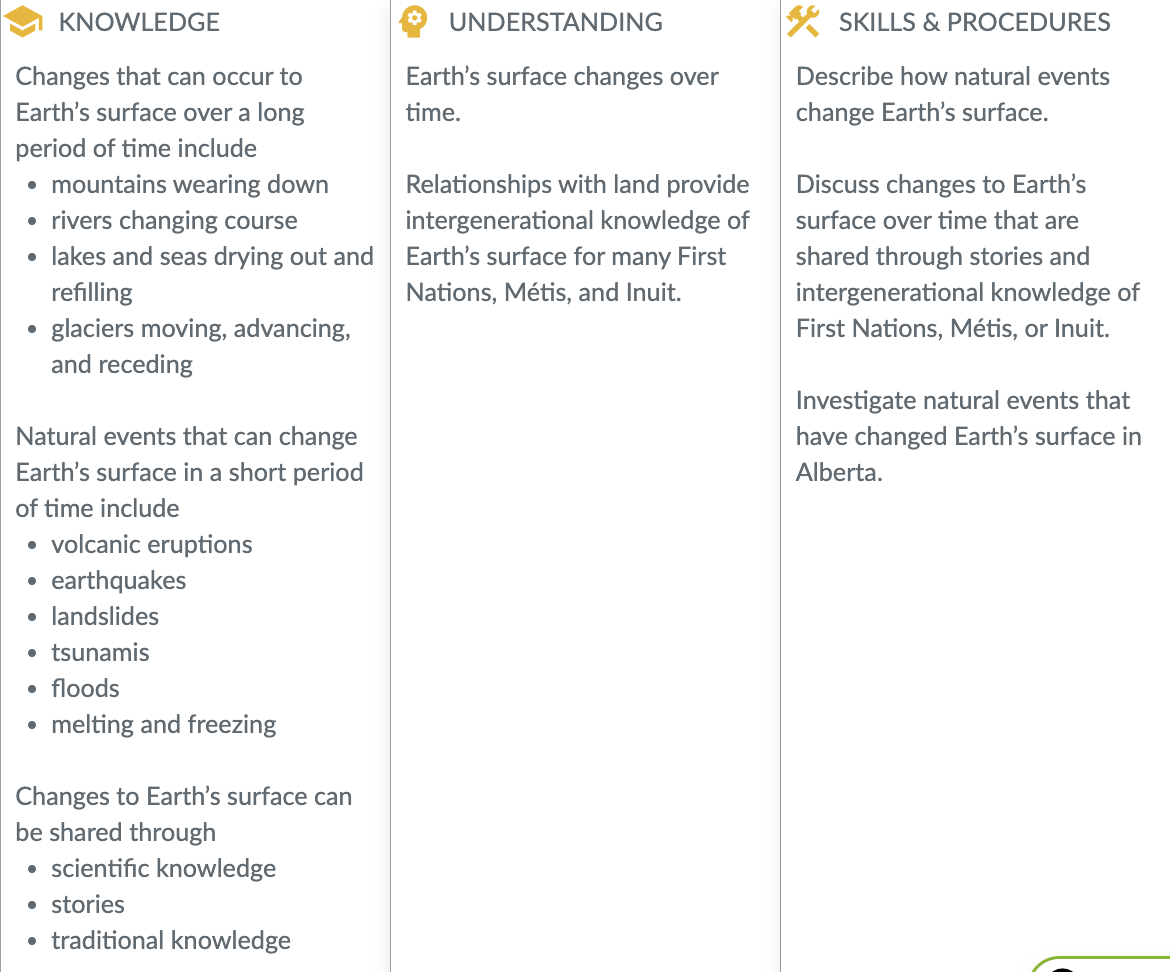 KNOWLEDGE
Changes that can occur to
Earth’s surface over a long
period of time include
• mountains wearing down
• rivers changing course
• lakes and seas drying out and
refilling
• glaciers moving, advancing,
and receding
Natural events that can change
Earth’s surface in a short period
of time include
• volcanic eruptions
• earthquakes
• landslides
• tsunamis
• floods
• melting and freezing
Changes to Earth’s surface can
be shared through
• scientific knowledge
• stories
• traditional knowledge
UNDERSTANDING
Earth’s surface changes over
time.
Relationships with land provide
intergenerational knowledge of
Earth’s surface for many First
Nations, Métis, and Inuit.
SKILLS & PROCEDURES
Describe how natural events
change Earth’s surface.
Discuss changes to Earth’s
surface over time that are
shared through stories and
intergenerational knowledge of
First Nations, Métis, or Inuit.
Investigate natural events that
have changed Earth’s surface in
Alberta.